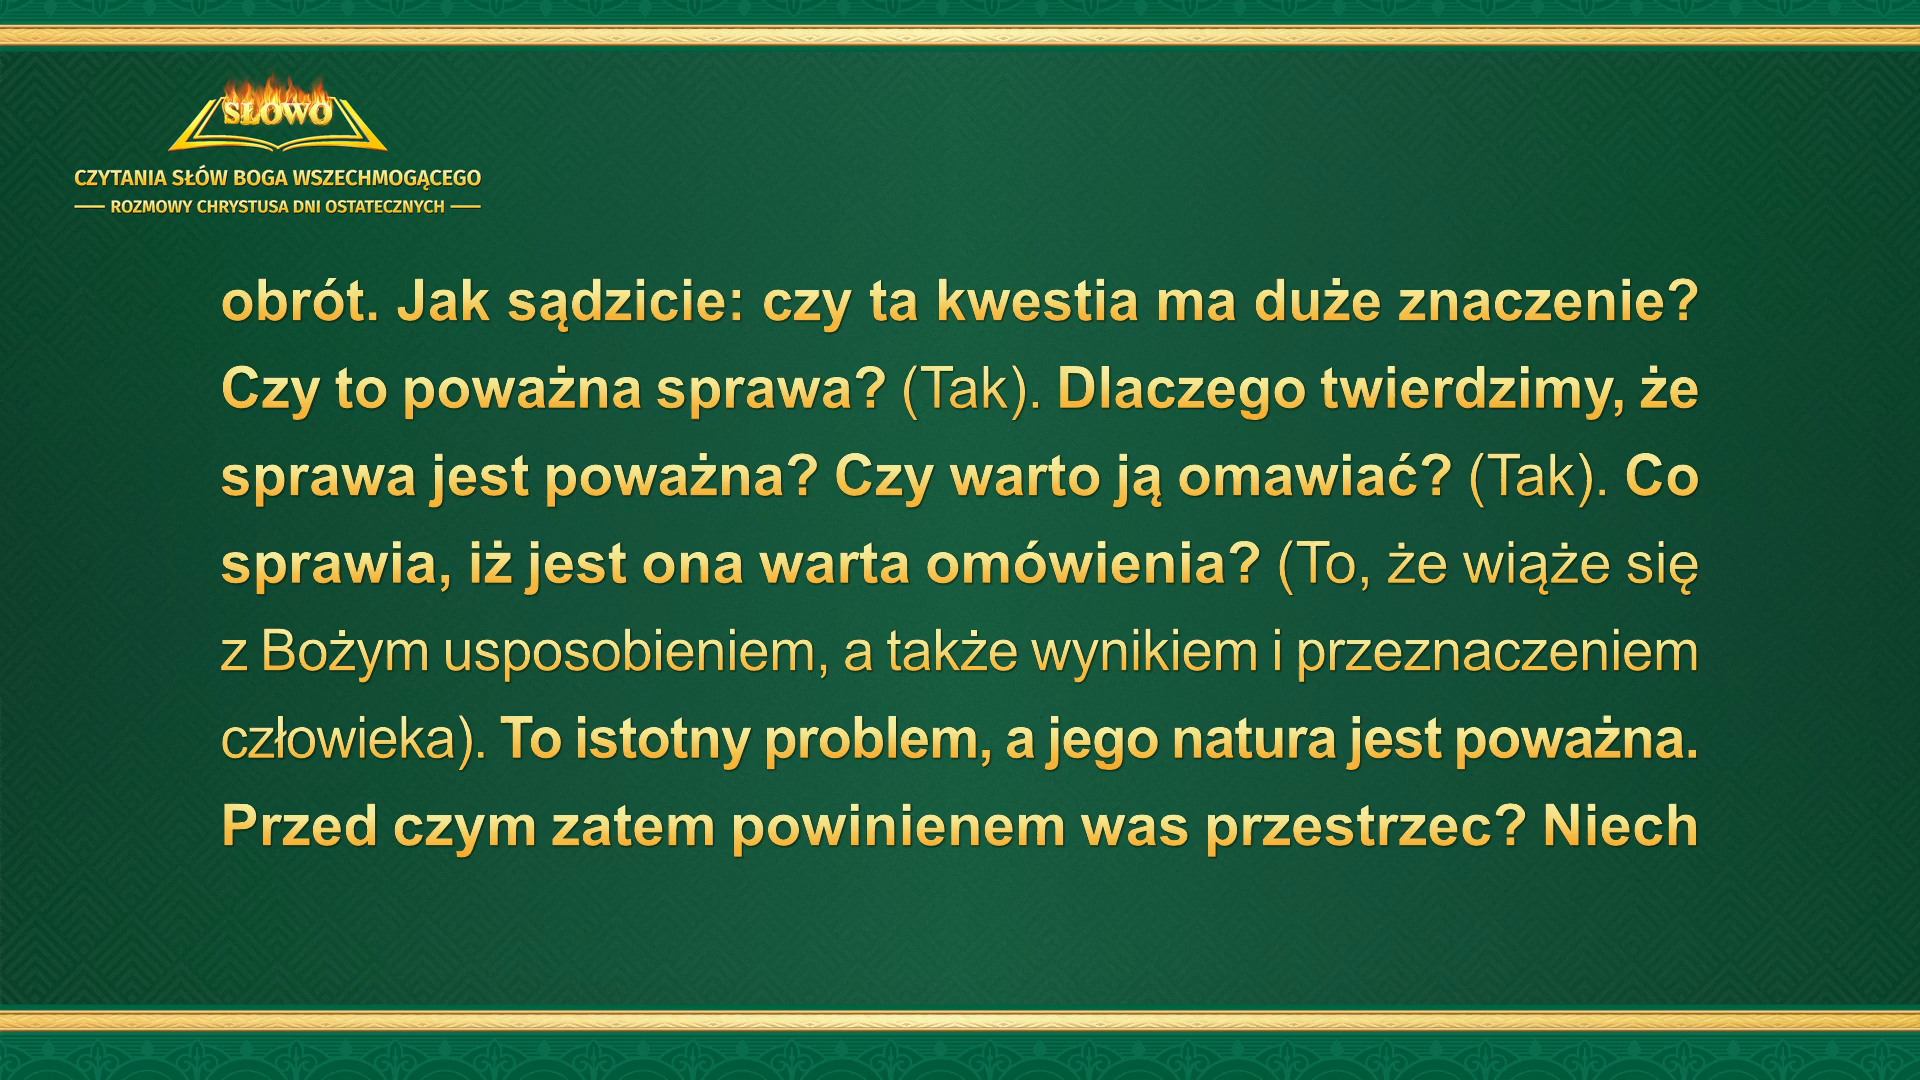 SŁOWO
CZYTANIA SŁÓW BOGA WSZECHMOGĄCEGO
ROZMOWY CHRYSTUSA DNI OSTATECZNYCH
obrót. Jak sądzicie: czy ta kwestia ma duże znaczenie?
Czy to poważna sprawa? (Tak). Dlaczego twierdzimy, że
sprawa jest poważna? Czy warto ją omawiać? (Tak). Co
sprawia, iż jest ona warta omówienia? (To, że wiąże się
z Bożym usposobieniem, a także wynikiem i przeznaczeniem
człowieka). To istotny problem, a jego natura jest poważna.
Przed czym zatem powinienem was przestrzec? Niech